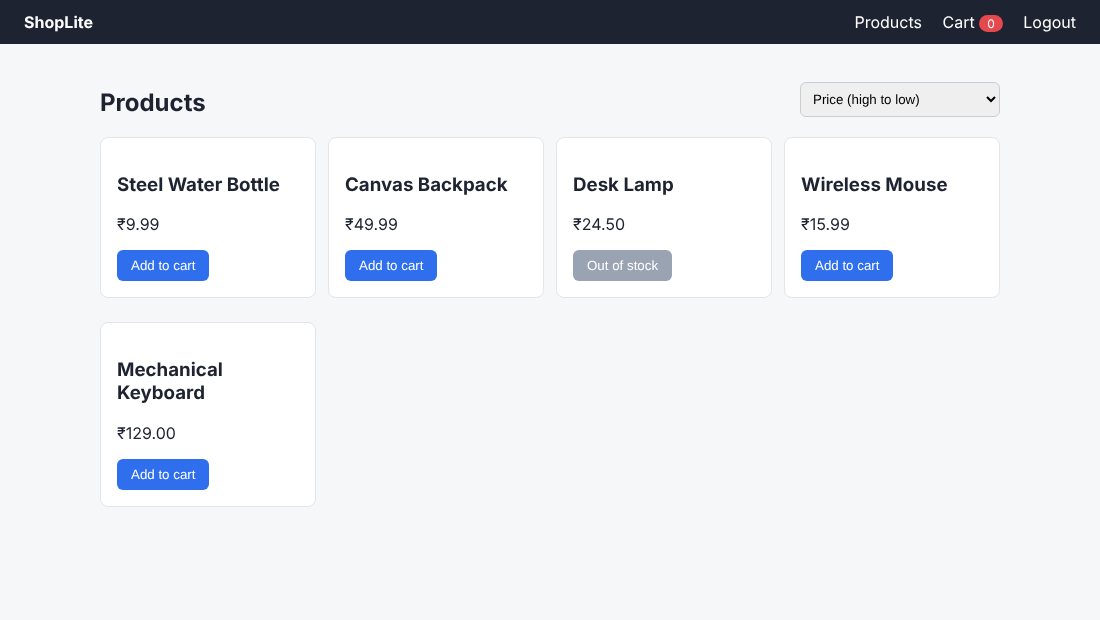 ShopLite
Products Cart 0 Logout
Products
Price (high to low)
Steel Water Bottle
₹9.99
Add to cart
Canvas Backpack
₹49.99
Add to cart
Desk Lamp
₹24.50
Out of stock
Wireless Mouse
₹15.99
Add to cart
Mechanical
Keyboard
₹129.00
Add to cart